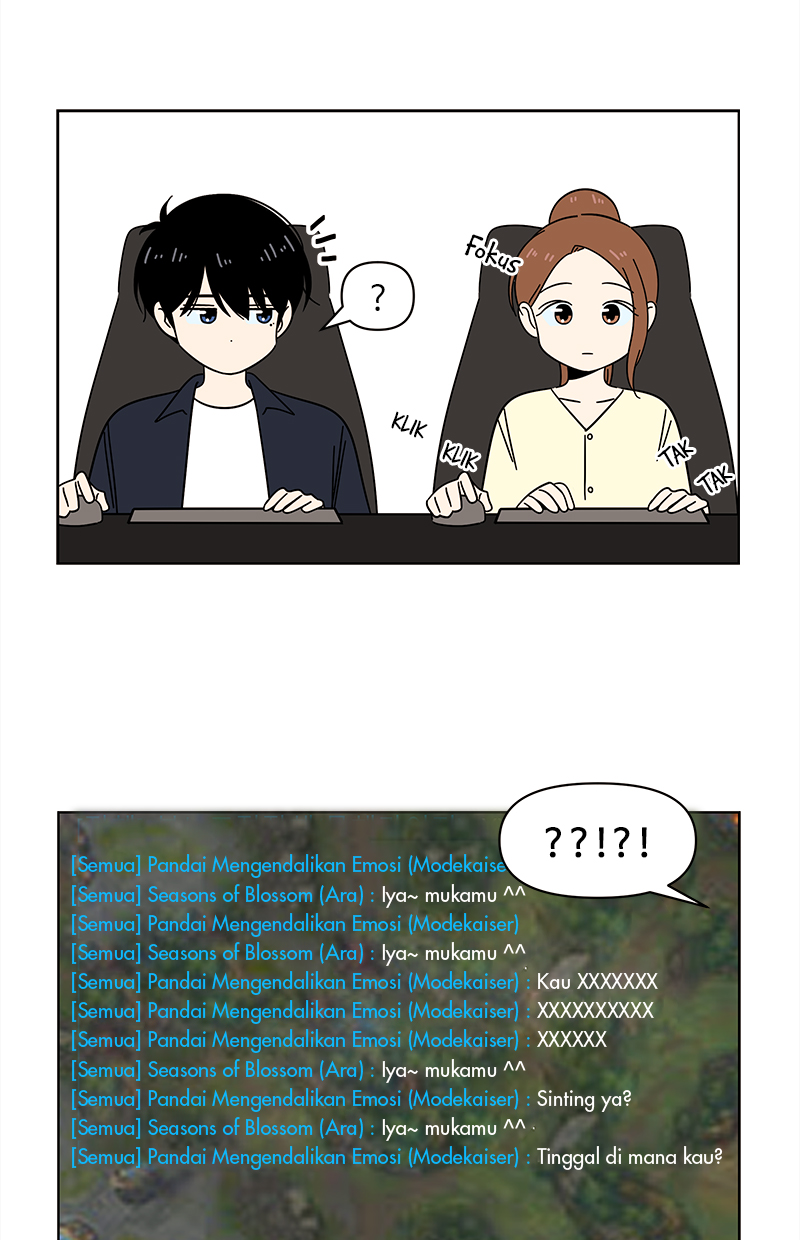 Fokus
?
KLIK
KLIK
TAK
TAK
??!?!
[Semua] Pandai Mengendalikan Emosi
[Semua] Seasons of Blossom (Ara) : Iya~ mukamu ^^
[Semua] Pandai Mengendalikan Emosi (Modekaiser)
[Semua] Seasons of Blossom (Ara) : Iya~ mukamu ^^
[Semua] Pandai Mengendalikan Emosi (Modekaiser) : Kau XXXXXXX
[Semua] Pandai Mengendalikan Emosi (Modekaiser) : XXXXXXXXXX
[Semua] Pandai Mengendalikan Emosi (Modekaiser) : XXXXXX
[Semua] Seasons of Blossom (Ara) : Iya~ mukamu ^^
[Semua] Pandai Mengendalikan Emosi (Modekaiser) : Sinting ya?
[Semua] Seasons of Blossom (Ara) : Iya~ mukamu ^^
[Semua] Pandai Mengendalikan Emosi (Modekaiser) : Tinggal di mana kau?